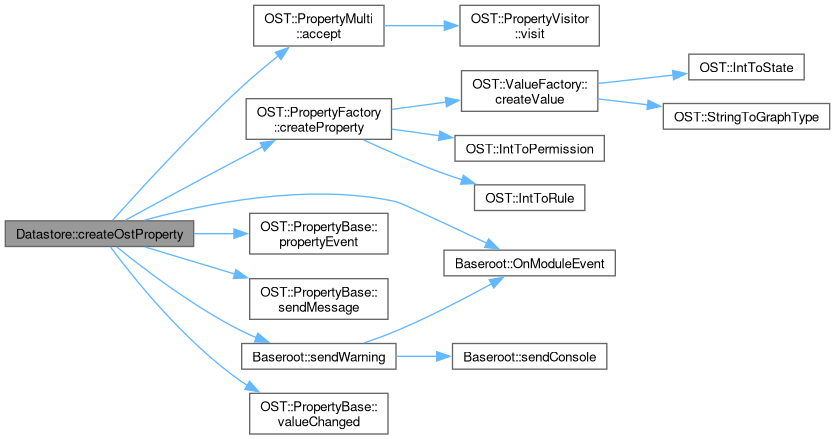 Datastore::createOstProperty
OST::PropertyMulti
::accept
OST::PropertyVisitor
::visit
OST::PropertyFactory
::createProperty
OST::ValueFactory::
createValue
OST::IntToState
OST::StringToGraphType
OST::IntToPermission
OST::IntToRule
OST::PropertyBase::
propertyEvent
Baseroot::OnModuleEvent
OST::PropertyBase::
sendMessage
Baseroot::sendWarning
Baseroot::sendConsole
OST::PropertyBase::
valueChanged